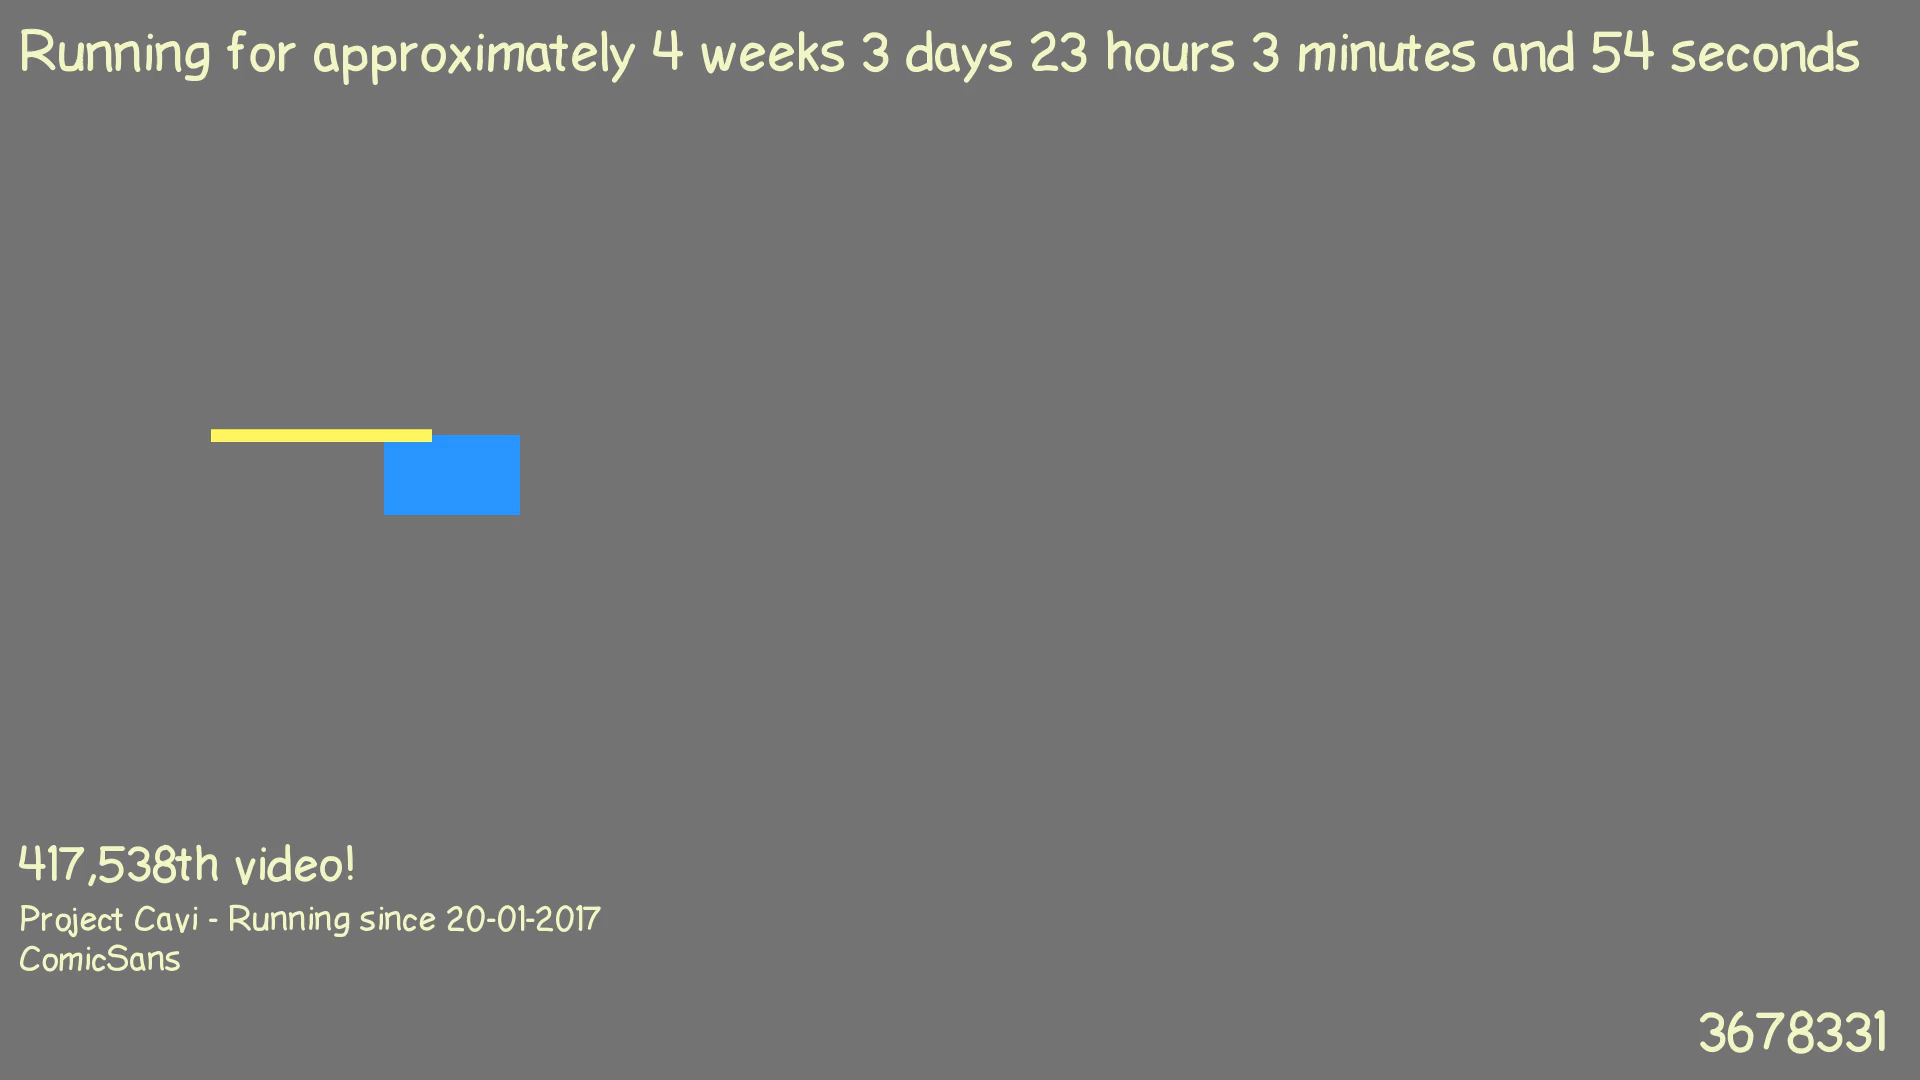 Running for approximately 4 weeks 3 days 23 hours 3 minutes and 54 seconds
417,538th video!
Project Cavi - Running since 20-01-2017
ComicSans
3678331